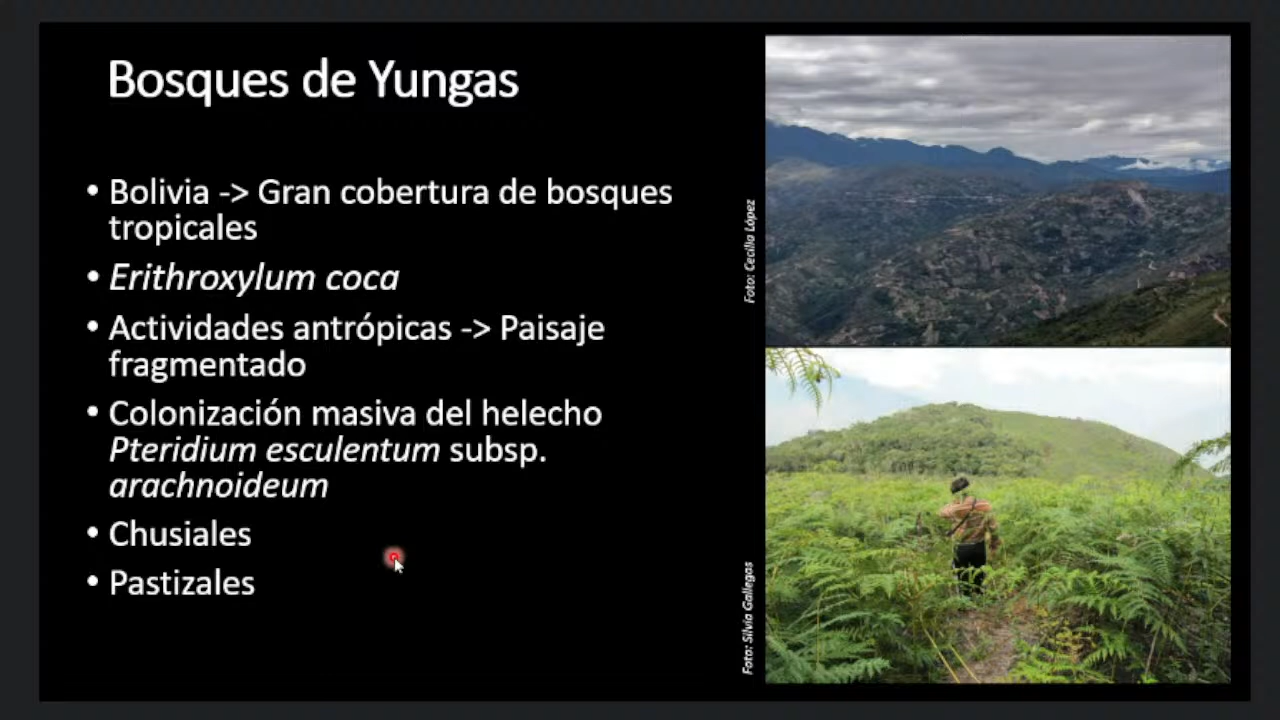 Bosques de Yungas
• Bolivia -> Gran cobertura de bosques
tropicales
• Erithroxylum coca
• Actividades antrópicas -> Paisaje
fragmentado
• Colonización masiva del helecho
Pteridium esculentum subsp.
arachnoideum
• Chusiales
• Pastizales
Foto: Cecilia López
Foto: Silvia Gallegos